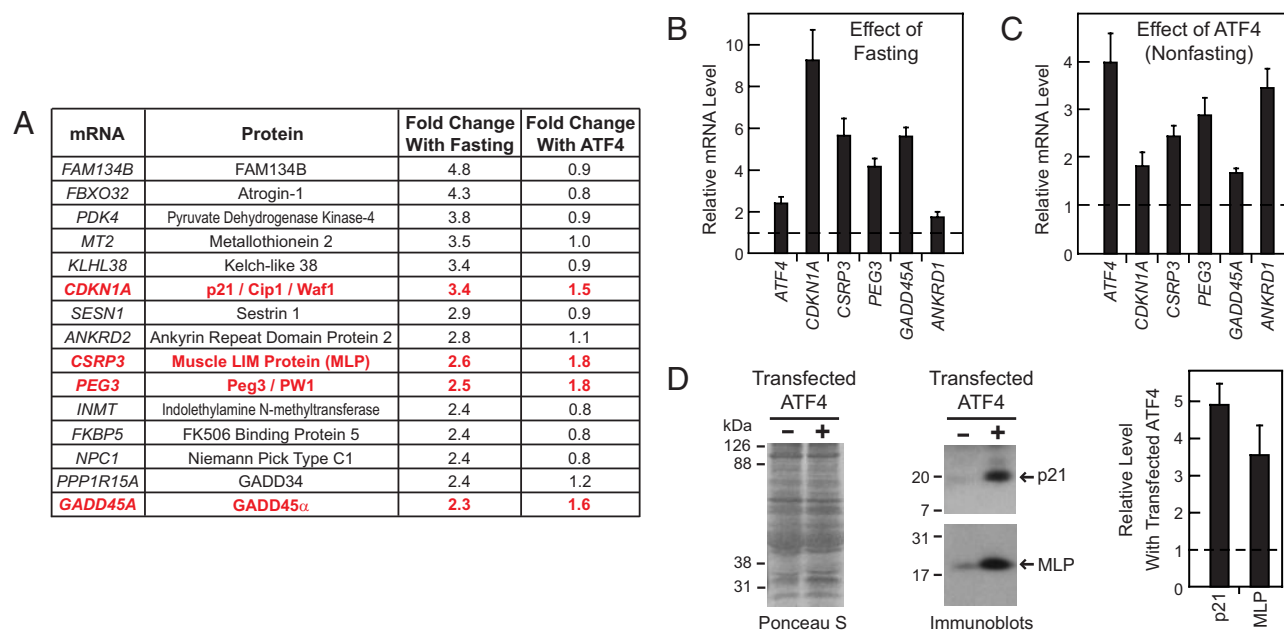 A
mRNA Protein Fold Change With Fasting Fold Change With ATF4
FAM134B FAM134B 4.8 0.9
FBXO32 Atrogin-1 4.3 0.8
PDK4 Pyruvate Dehydrogenase Kinase-4 3.8 0.9
MT2 Metallothionein 2 3.5 1.0
KLHL38 Kelch-like 38 3.4 0.9
CDKN1A p21 / Cip1 / Waf1 3.4 1.5
SESN1 Sestrin 1 2.9 0.9
ANKRD2 Ankyrin Repeat Domain Protein 2 2.8 1.1
CSRP3 Muscle LIM Protein (MLP) 2.6 1.8
PEG3 Peg3 / PW1 2.5 1.8
INMT Indolethylamine N-methyltransferase 2.4 0.8
FKBP5 FK506 Binding Protein 5 2.4 0.8
NPC1 Niemann Pick Type C1 2.4 0.8
PPP1R15A GADD34 2.4 1.2
GADD45A GADD45α 2.3 1.6
B
Effect of
Fasting
Relative mRNA Level
10
8
6
4
2
0
ATF4 CDKN1A CSRP3 PEG3 GADD45A ANKRD1
C
Effect of ATF4
(Nonfasting)
Relative mRNA Level
4
3
2
1
0
ATF4 CDKN1A CSRP3 PEG3 GADD45A ANKRD1
D
Transfected
ATF4
kDa − +
126
88
38
31
Ponceau S
Transfected
ATF4
− +
20
7
p21
31
17
MLP
Immunoblots
Relative Level
With Transfected ATF4
5
4
3
2
1
0
p21 MLP